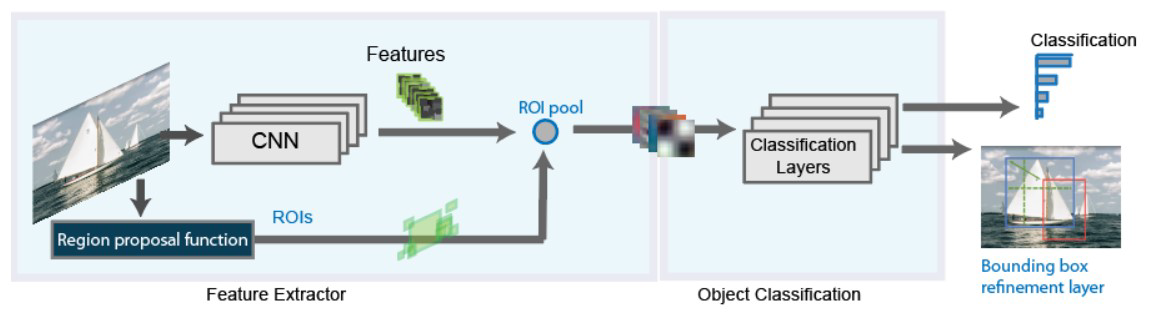 Features
Classification
ROI pool
CNN
Classification
Layers
ROIs
Region proposal function
Bounding box
refinement layer
Feature Extractor
Object Classification